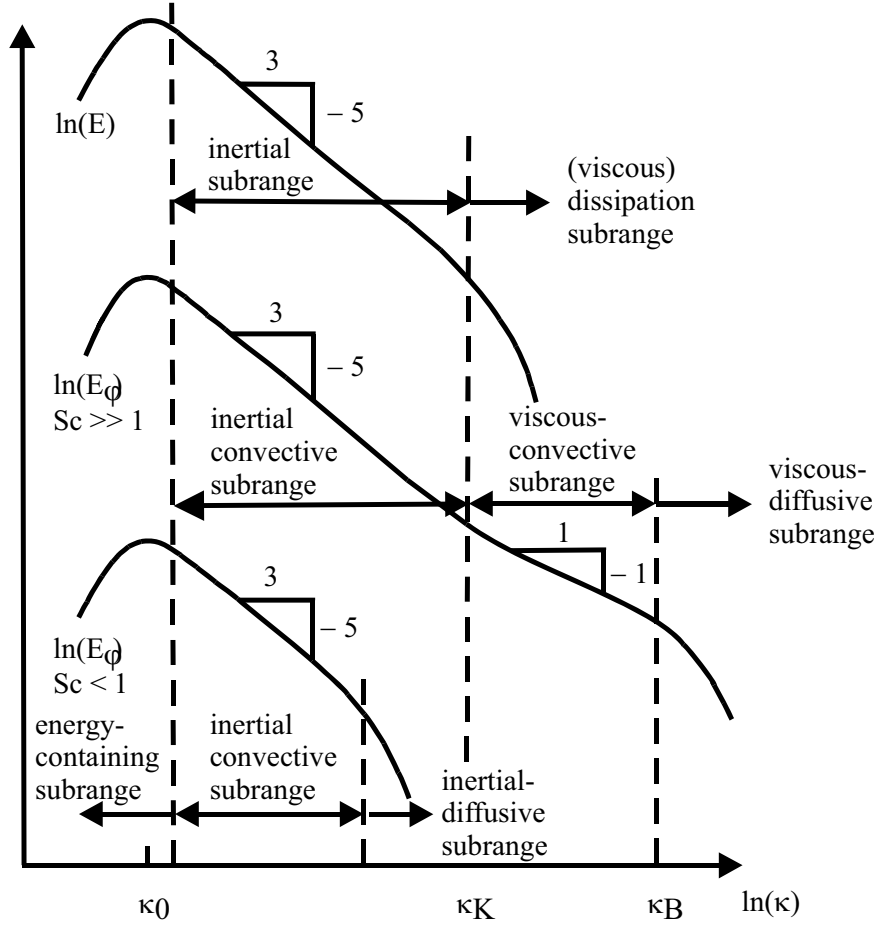 3
– 5
ln(E)
inertial
subrange
(viscous)
dissipation
subrange
3
– 5
ln(Eφ)
Sc >> 1
inertial
convective
subrange
viscous-
convective
subrange
viscous-
diffusive
subrange
1
– 1
3
– 5
ln(Eφ)
Sc < 1
energy-
containing
subrange
inertial
convective
subrange
inertial-
diffusive
subrange
κ0
κK
κB
ln(κ)